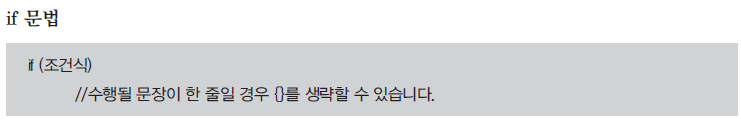 if 문법
if (조건식)
//수행될 문장이 한 줄일 경우 {}를 생략할 수 있습니다.